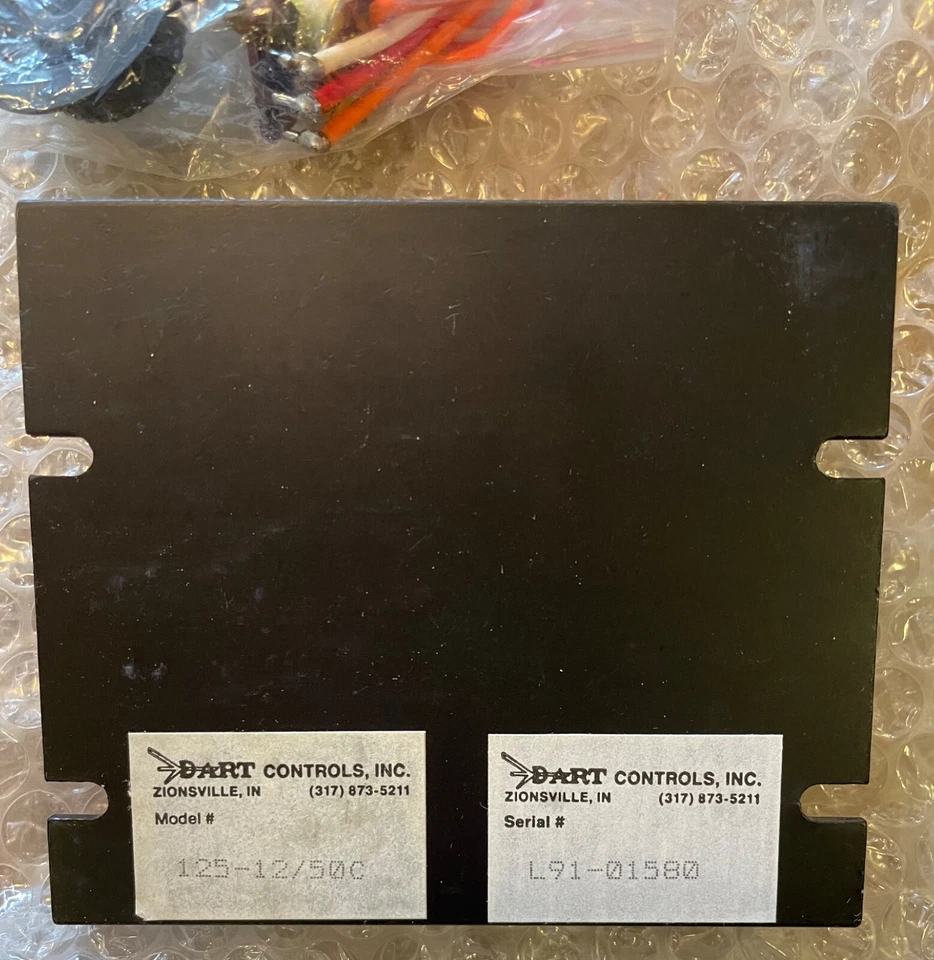 DART CONTROLS, INC.
ZIONSVILLE, IN (317) 873-5211
Model #
125-12/50C
DART CONTROLS, INC.
ZIONSVILLE, IN (317) 873-5211
Serial #
L91-01580